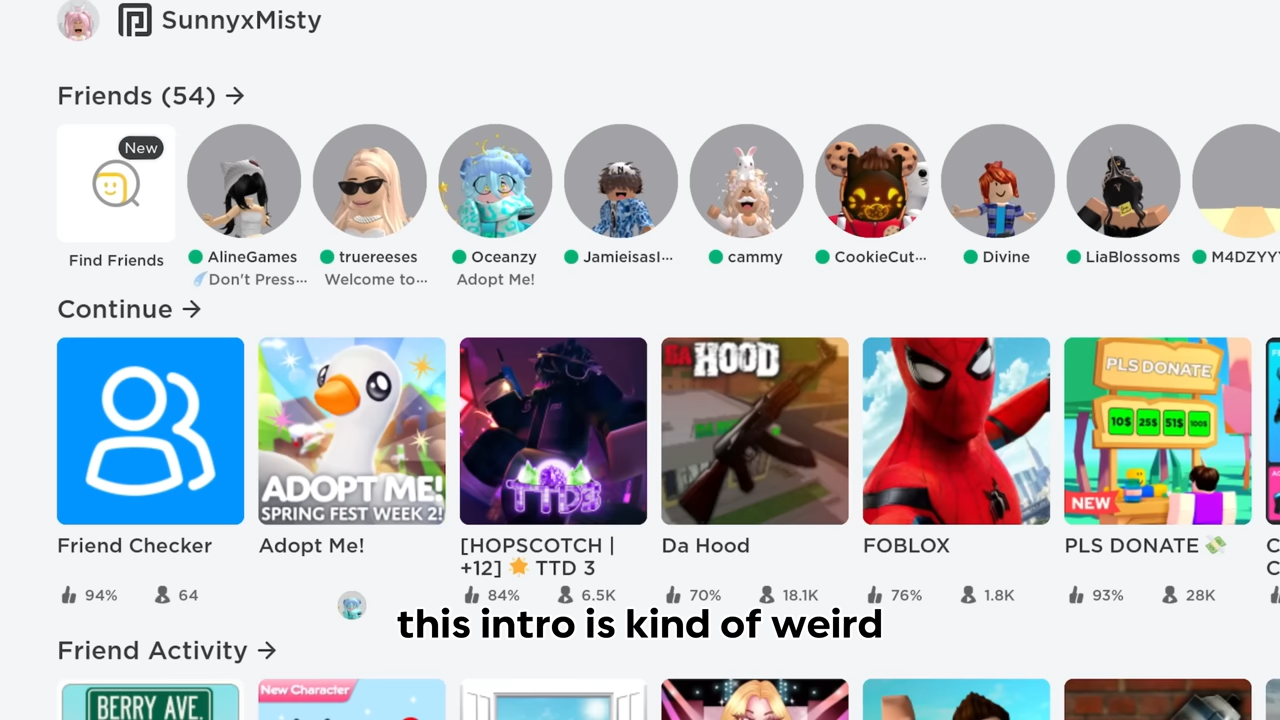 SunnyxMisty
Friends (54) →
New
Find Friends
AlineGames
Don't Press...
truereeses
Welcome to...
Oceanzy
Adopt Me!
Jamieisasl...
cammy
CookieCut...
Divine
LiaBlossoms
M4DZYYY
Continue →
ADOPT ME!
SPRING FEST WEEK 2!
TTD3
DA HOOD
PLS DONATE
10$ 25$ 51$ 100$
NEW
Friend Checker
Adopt Me!
[HOPSCOTCH |
+12] 🌟 TTD 3
Da Hood
FOBLOX
PLS DONATE 💸
94% 64
84% 6.5K
70% 18.1K
76% 1.8K
93% 28K
this intro is kind of weird
Friend Activity →
BERRY AVE.
New Character